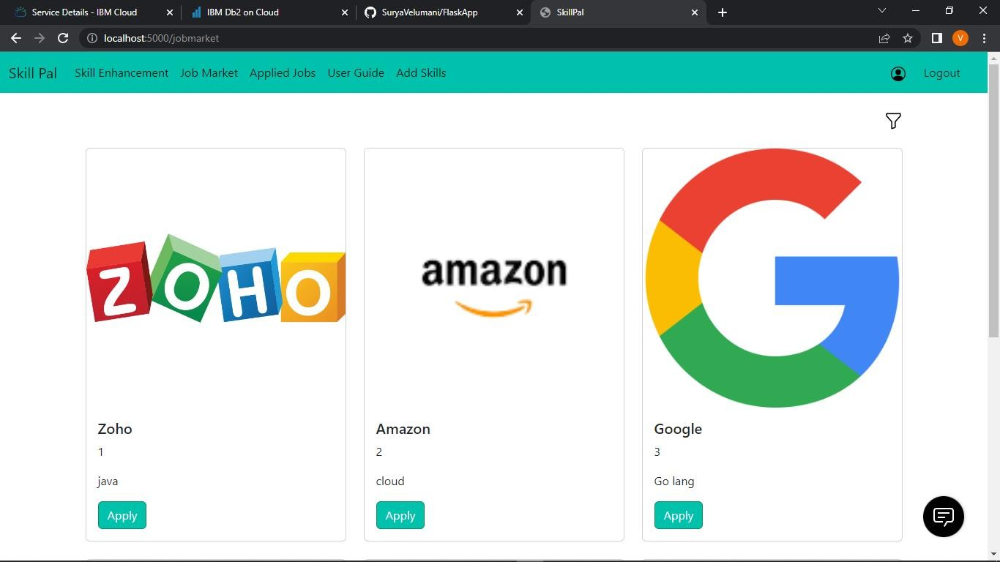 Service Details - IBM Cloud
IBM Db2 on Cloud
SuryaVelumani/FlaskApp
SkillPal
localhost:5000/jobmarket
V
Skill Pal
Skill Enhancement
Job Market
Applied Jobs
User Guide
Add Skills
Logout
ZOHO
amazon
G
Zoho
1
java
Apply
Amazon
2
cloud
Apply
Google
3
Go lang
Apply